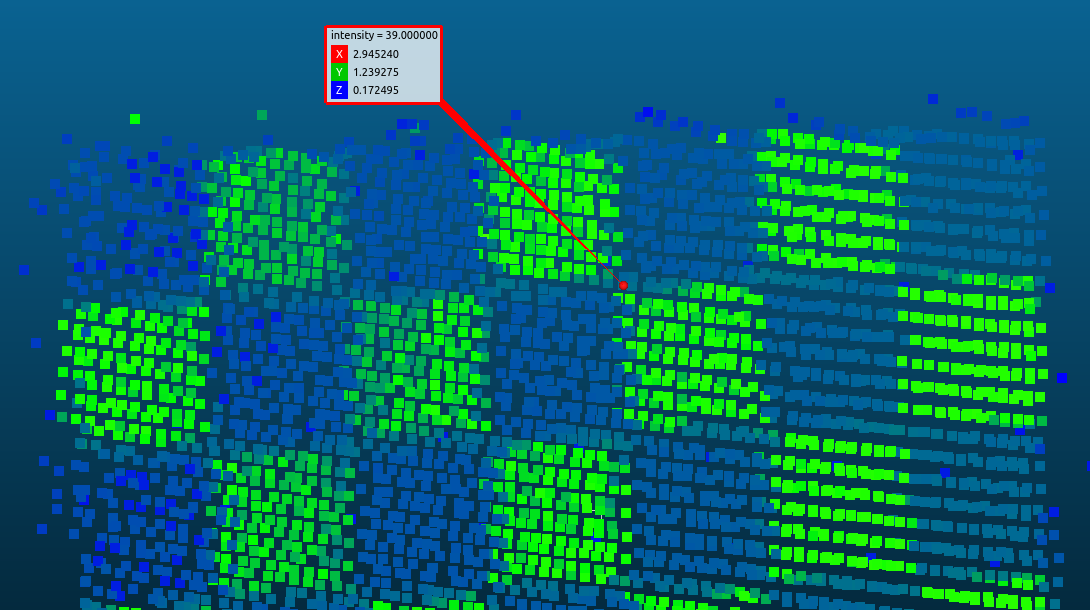 intensity = 39.000000
X 2.945240
Y 1.239275
Z 0.172495